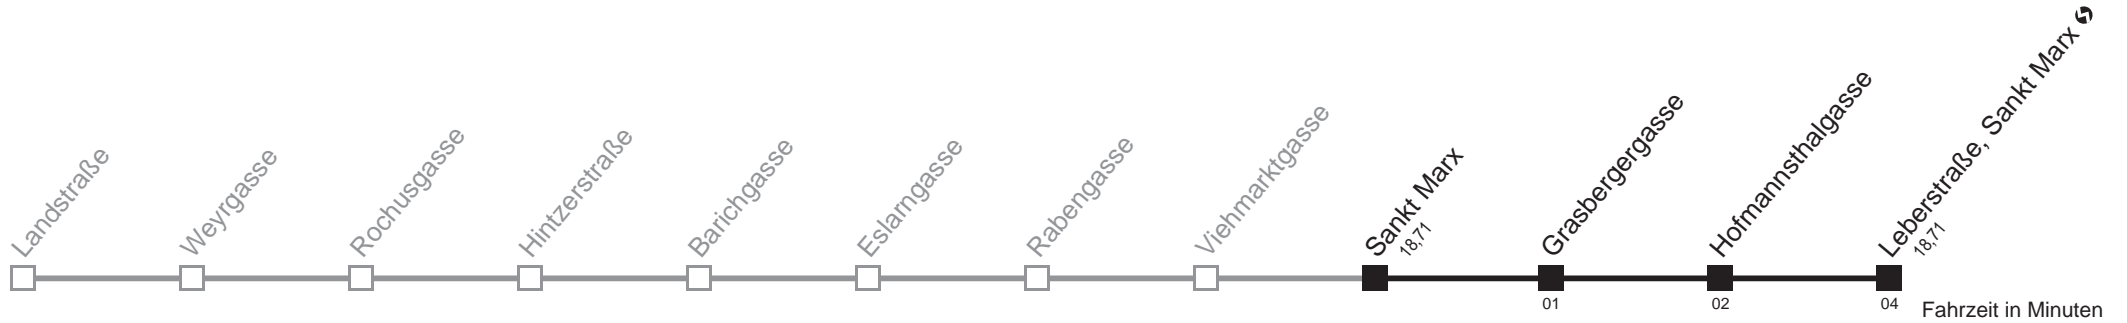 Landstraße
Weyrgasse
Rochusgasse
Hintzerstraße
Barichgasse
Eslarngasse
Rabengasse
Viehmarktgasse
Sankt Marx
18,71
Grasbergergasse
Hofmannsthalgasse
Leberstraße, Sankt Marx
18,71
01
02
04
Fahrzeit in Minuten